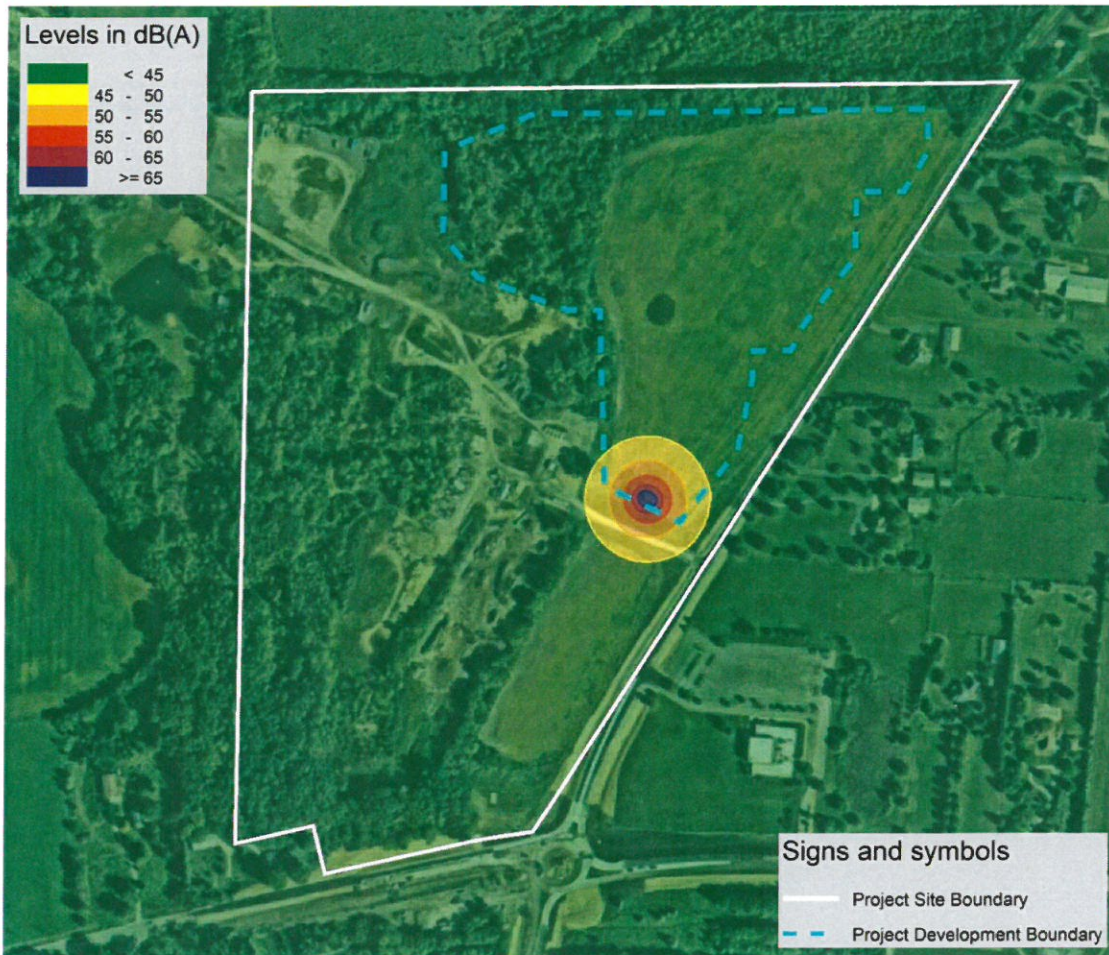 Levels in dB(A)
< 45
45 - 50
50 - 55
55 - 60
60 - 65
>= 65
Signs and symbols
Project Site Boundary
Project Development Boundary